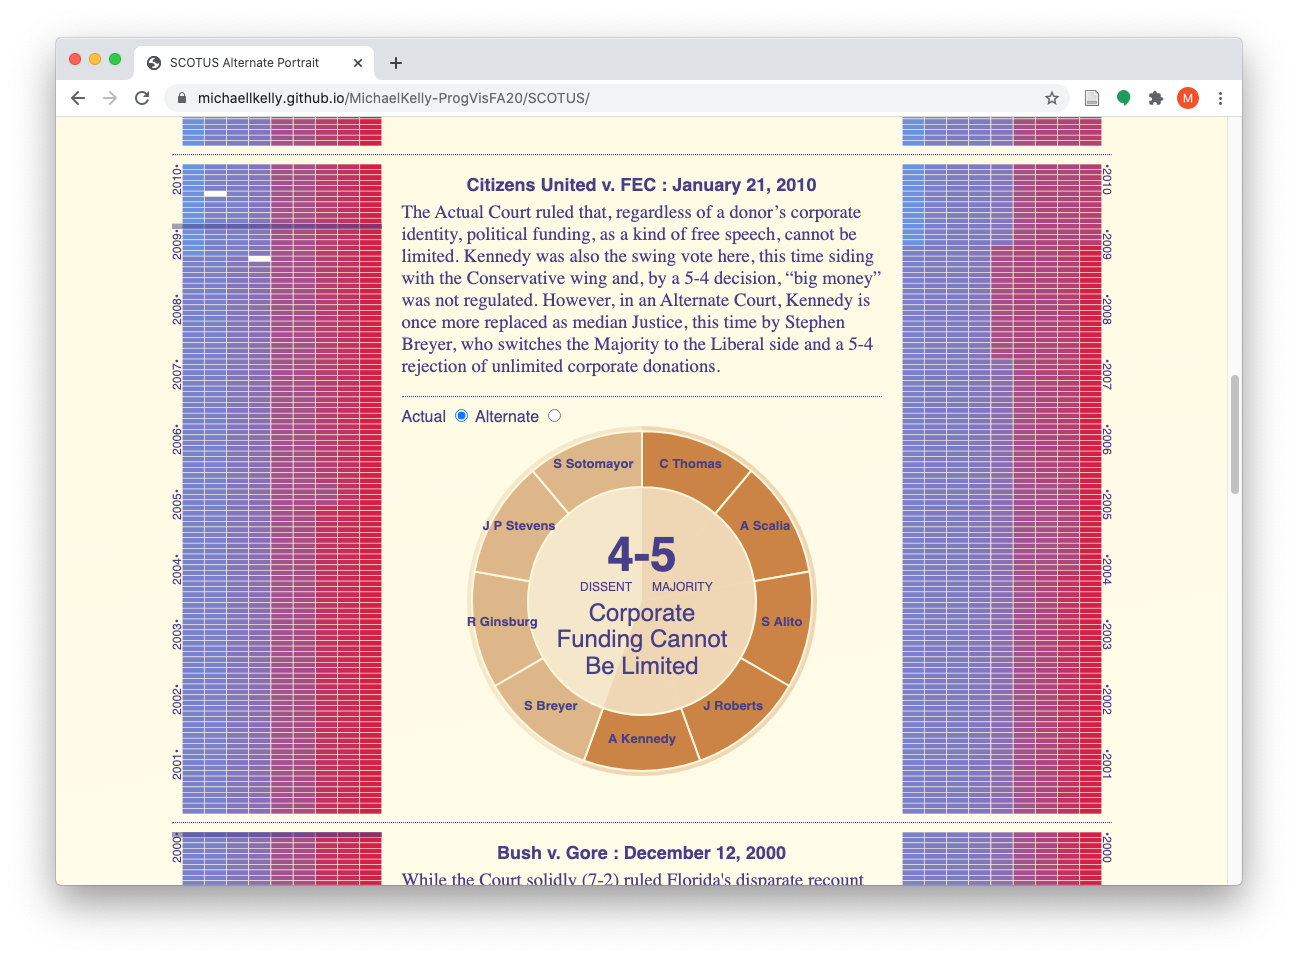 SCOTUS Alternate Portrait
michaellkelly.github.io/MichaelKelly-ProgVisFA20/SCOTUS/
M
2010
2009
2008
2007
2006
2005
2004
2003
2002
2001
Citizens United v. FEC : January 21, 2010
The Actual Court ruled that, regardless of a donor’s corporate
identity, political funding, as a kind of free speech, cannot be
limited. Kennedy was also the swing vote here, this time siding
with the Conservative wing and, by a 5-4 decision, “big money”
was not regulated. However, in an Alternate Court, Kennedy is
once more replaced as median Justice, this time by Stephen
Breyer, who switches the Majority to the Liberal side and a 5-4
rejection of unlimited corporate donations.
Actual Alternate
S Sotomayor C Thomas
J P Stevens A Scalia
4-5
DISSENT MAJORITY
Corporate
Funding Cannot
Be Limited
R Ginsburg S Alito
S Breyer J Roberts
A Kennedy
2010
2009
2008
2007
2006
2005
2004
2003
2002
2001
2000
Bush v. Gore : December 12, 2000
While the Court solidly (7-2) ruled Florida's disparate recount
2000